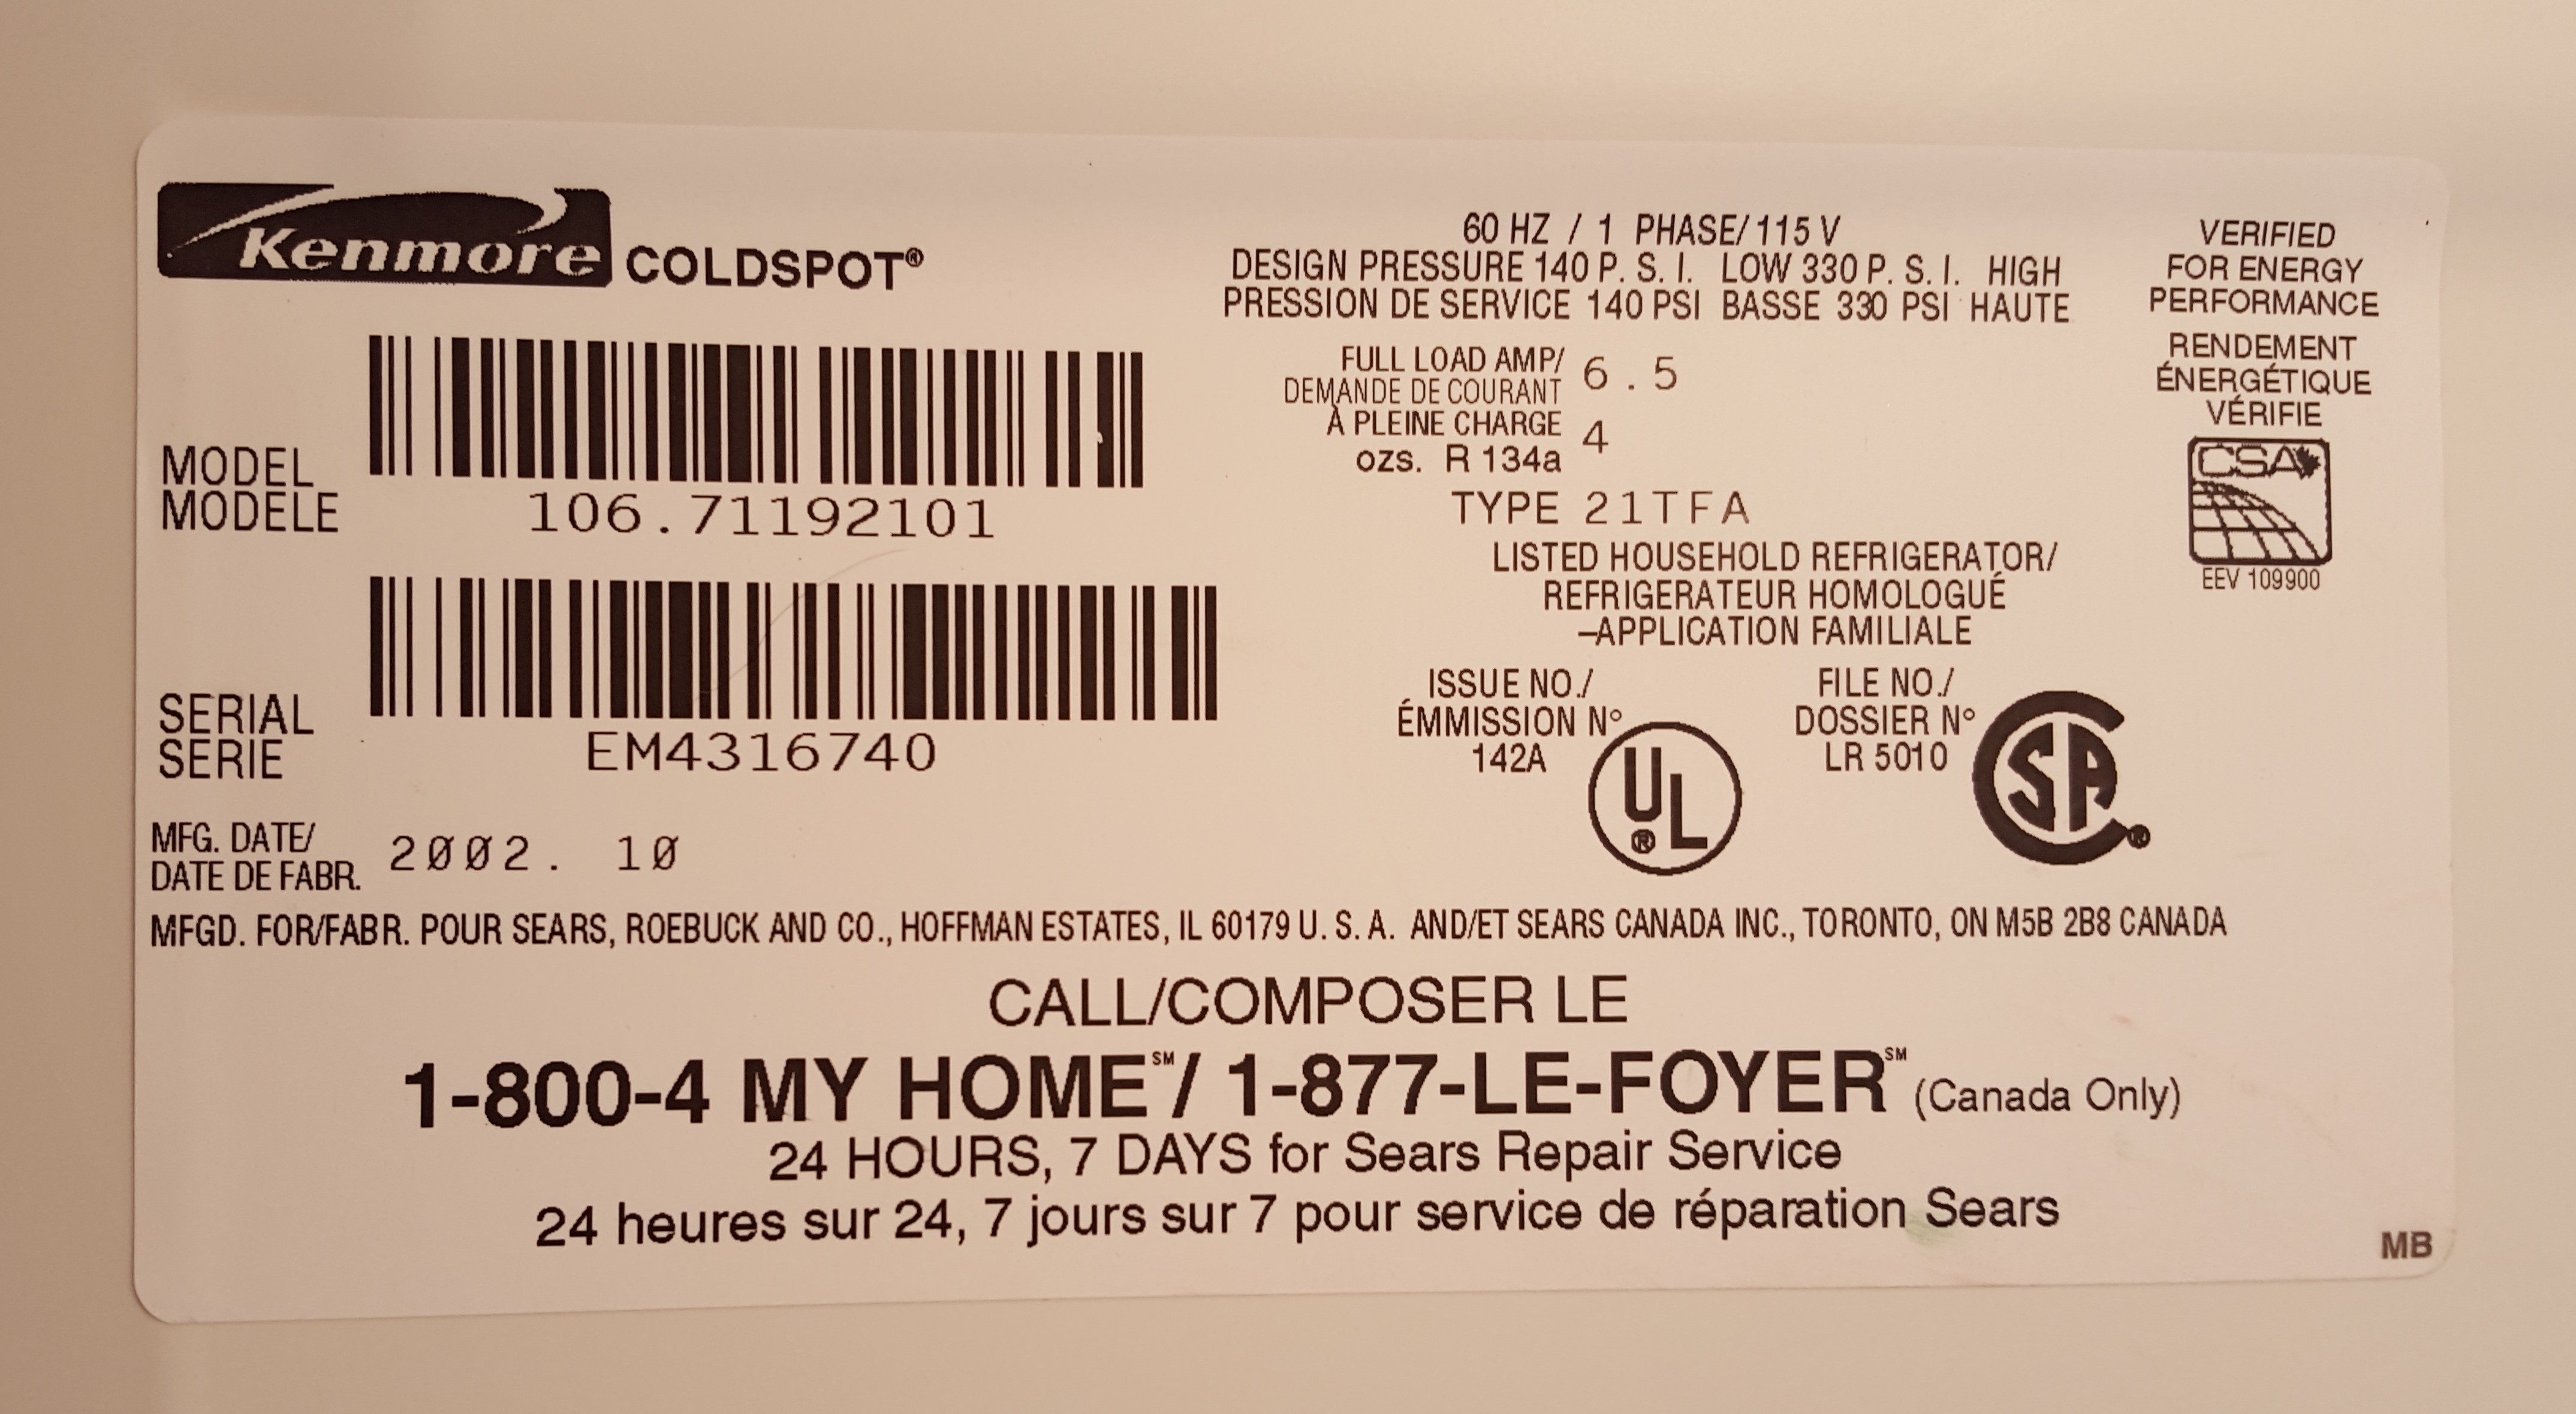 Kenmore COLDSPOT®
MODEL
MODELE
106.71192101
SERIAL
SERIE
EM4316740
MFG. DATE/
DATE DE FABR.
2002. 10
60 HZ / 1 PHASE/115 V
DESIGN PRESSURE 140 P. S. I. LOW 330 P. S. I. HIGH
PRESSION DE SERVICE 140 PSI BASSE 330 PSI HAUTE
FULL LOAD AMP/
DEMANDE DE COURANT
À PLEINE CHARGE
6.5
ozs. R 134a 4
TYPE 21TFA
LISTED HOUSEHOLD REFRIGERATOR/
REFRIGERATEUR HOMOLOGUÉ
–APPLICATION FAMILIALE
ISSUE NO./
ÉMMISSION N°
142A
UL®
FILE NO./
DOSSIER N°
LR 5010
CSA®
VERIFIED
FOR ENERGY
PERFORMANCE
RENDEMENT
ÉNERGÉTIQUE
VÉRIFIE
CSA
EEV 109900
MFGD. FOR/FABR. POUR SEARS, ROEBUCK AND CO., HOFFMAN ESTATES, IL 60179 U. S. A. AND/ET SEARS CANADA INC., TORONTO, ON M5B 2B8 CANADA
CALL/COMPOSER LE
1-800-4 MY HOME℠/ 1-877-LE-FOYER℠ (Canada Only)
24 HOURS, 7 DAYS for Sears Repair Service
24 heures sur 24, 7 jours sur 7 pour service de réparation Sears
MB